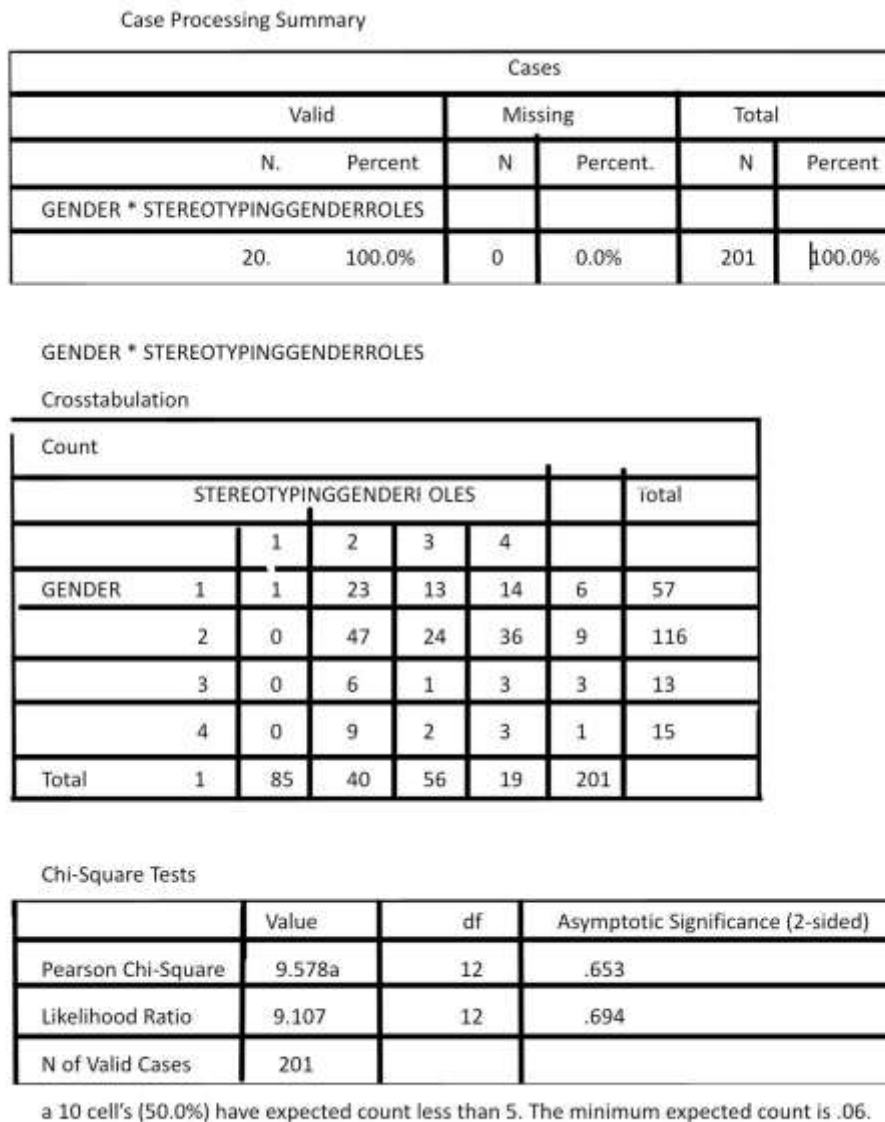 Case Processing Summary
Cases
Valid Missing Total
N. Percent N Percent. N Percent
GENDER * STEREOTYPINGGENDERROLES
20. 100.0% 0 0.0% 201 100.0%
GENDER * STEREOTYPINGGENDERROLES
Crosstabulation
Count
STEREOTYPINGGENDERI OLES Total
1 2 3 4
GENDER 1 1 23 13 14 6 57
2 0 47 24 36 9 116
3 0 6 1 3 3 13
4 0 9 2 3 1 15
Total 1 85 40 56 19 201
Chi-Square Tests
Value df Asymptotic Significance (2-sided)
Pearson Chi-Square 9.578a 12 .653
Likelihood Ratio 9.107 12 .694
N of Valid Cases 201
a 10 cell's (50.0%) have expected count less than 5. The minimum expected count is .06.